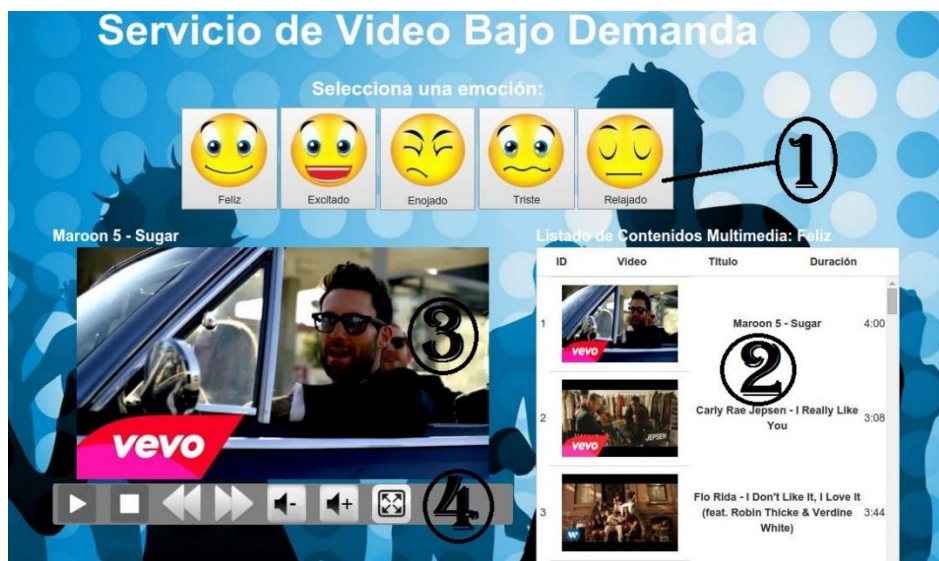 Servicio de Video Bajo Demanda
Selecciona una emoción:
Feliz
Excitado
Enojado
Triste
Relajado
1
Maroon 5 - Sugar
vevo
3
4
Listado de Contenidos Multimedia: Feliz
ID Video Titulo Duración
1 vevo Maroon 5 - Sugar 4:00
2
2 JEPSEN vevo Carly Rae Jepsen - I Really Like
You 3:08
3 Flo Rida - I Don't Like It, I Love It
(feat. Robin Thicke & Verdine 3:44
White)